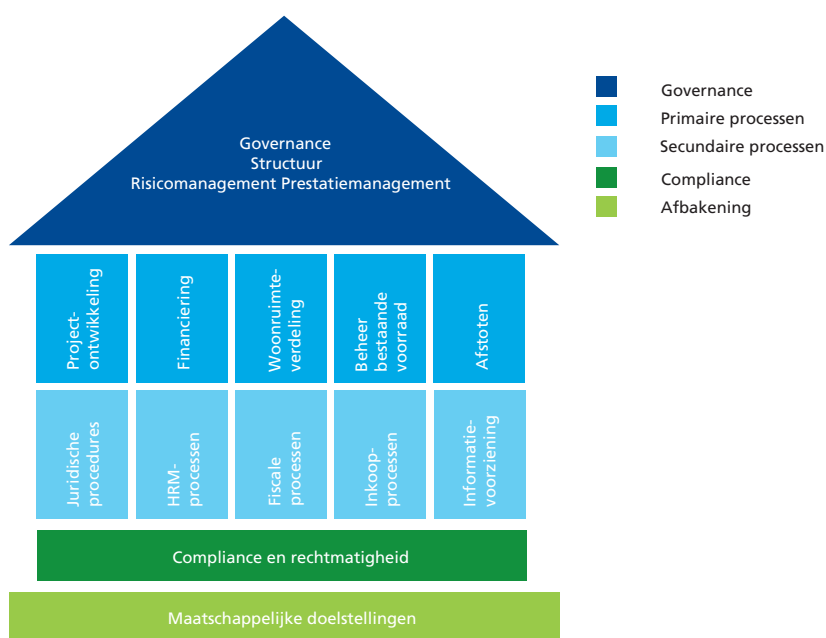 Governance
Structuur
Risicomanagement Prestatiemanagement
Governance
Primaire processen
Secundaire processen
Compliance
Afbakening
Project-
ontwikkeling
Financiering
Woonruimte-
verdeling
Beheer
bestaande
voorraad
Afstoten
Juridische
procedures
HRM-
processen
Fiscale
processen
Inkoop-
processen
Informatie-
voorziening
Compliance en rechtmatigheid
Maatschappelijke doelstellingen